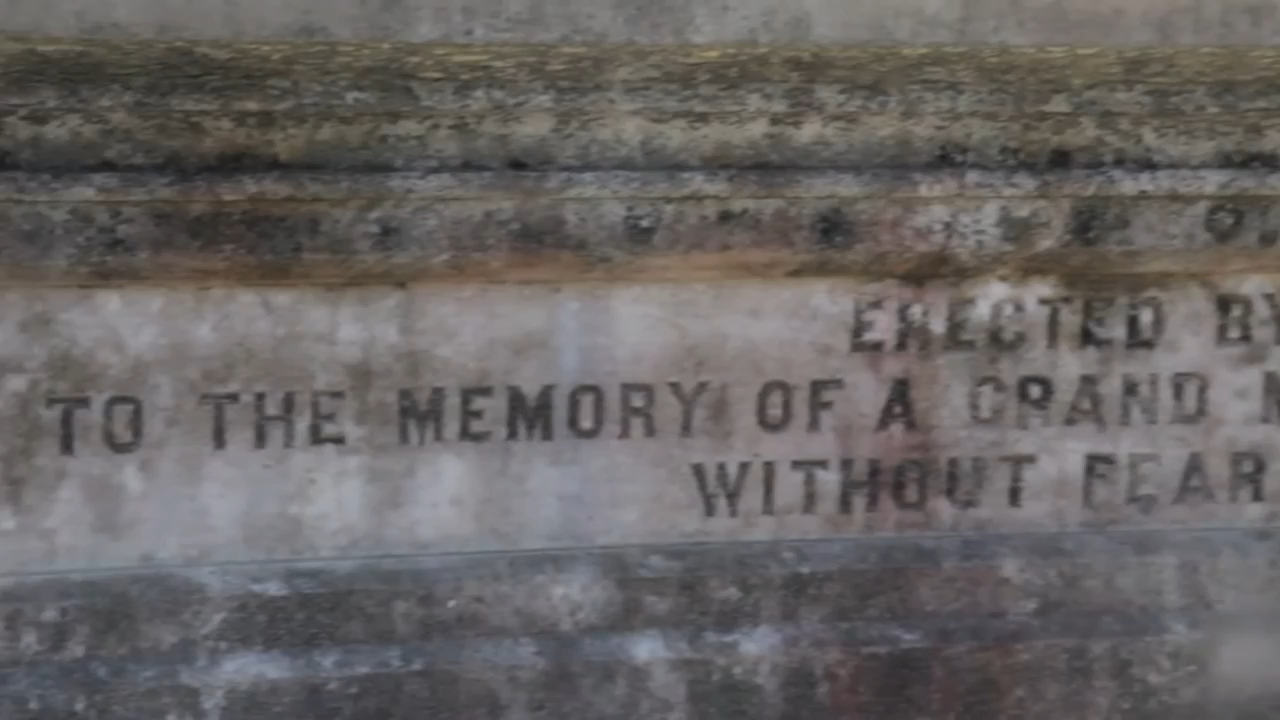 ERECTED BY
TO THE MEMORY OF A GRAND
WITHOUT FEAR